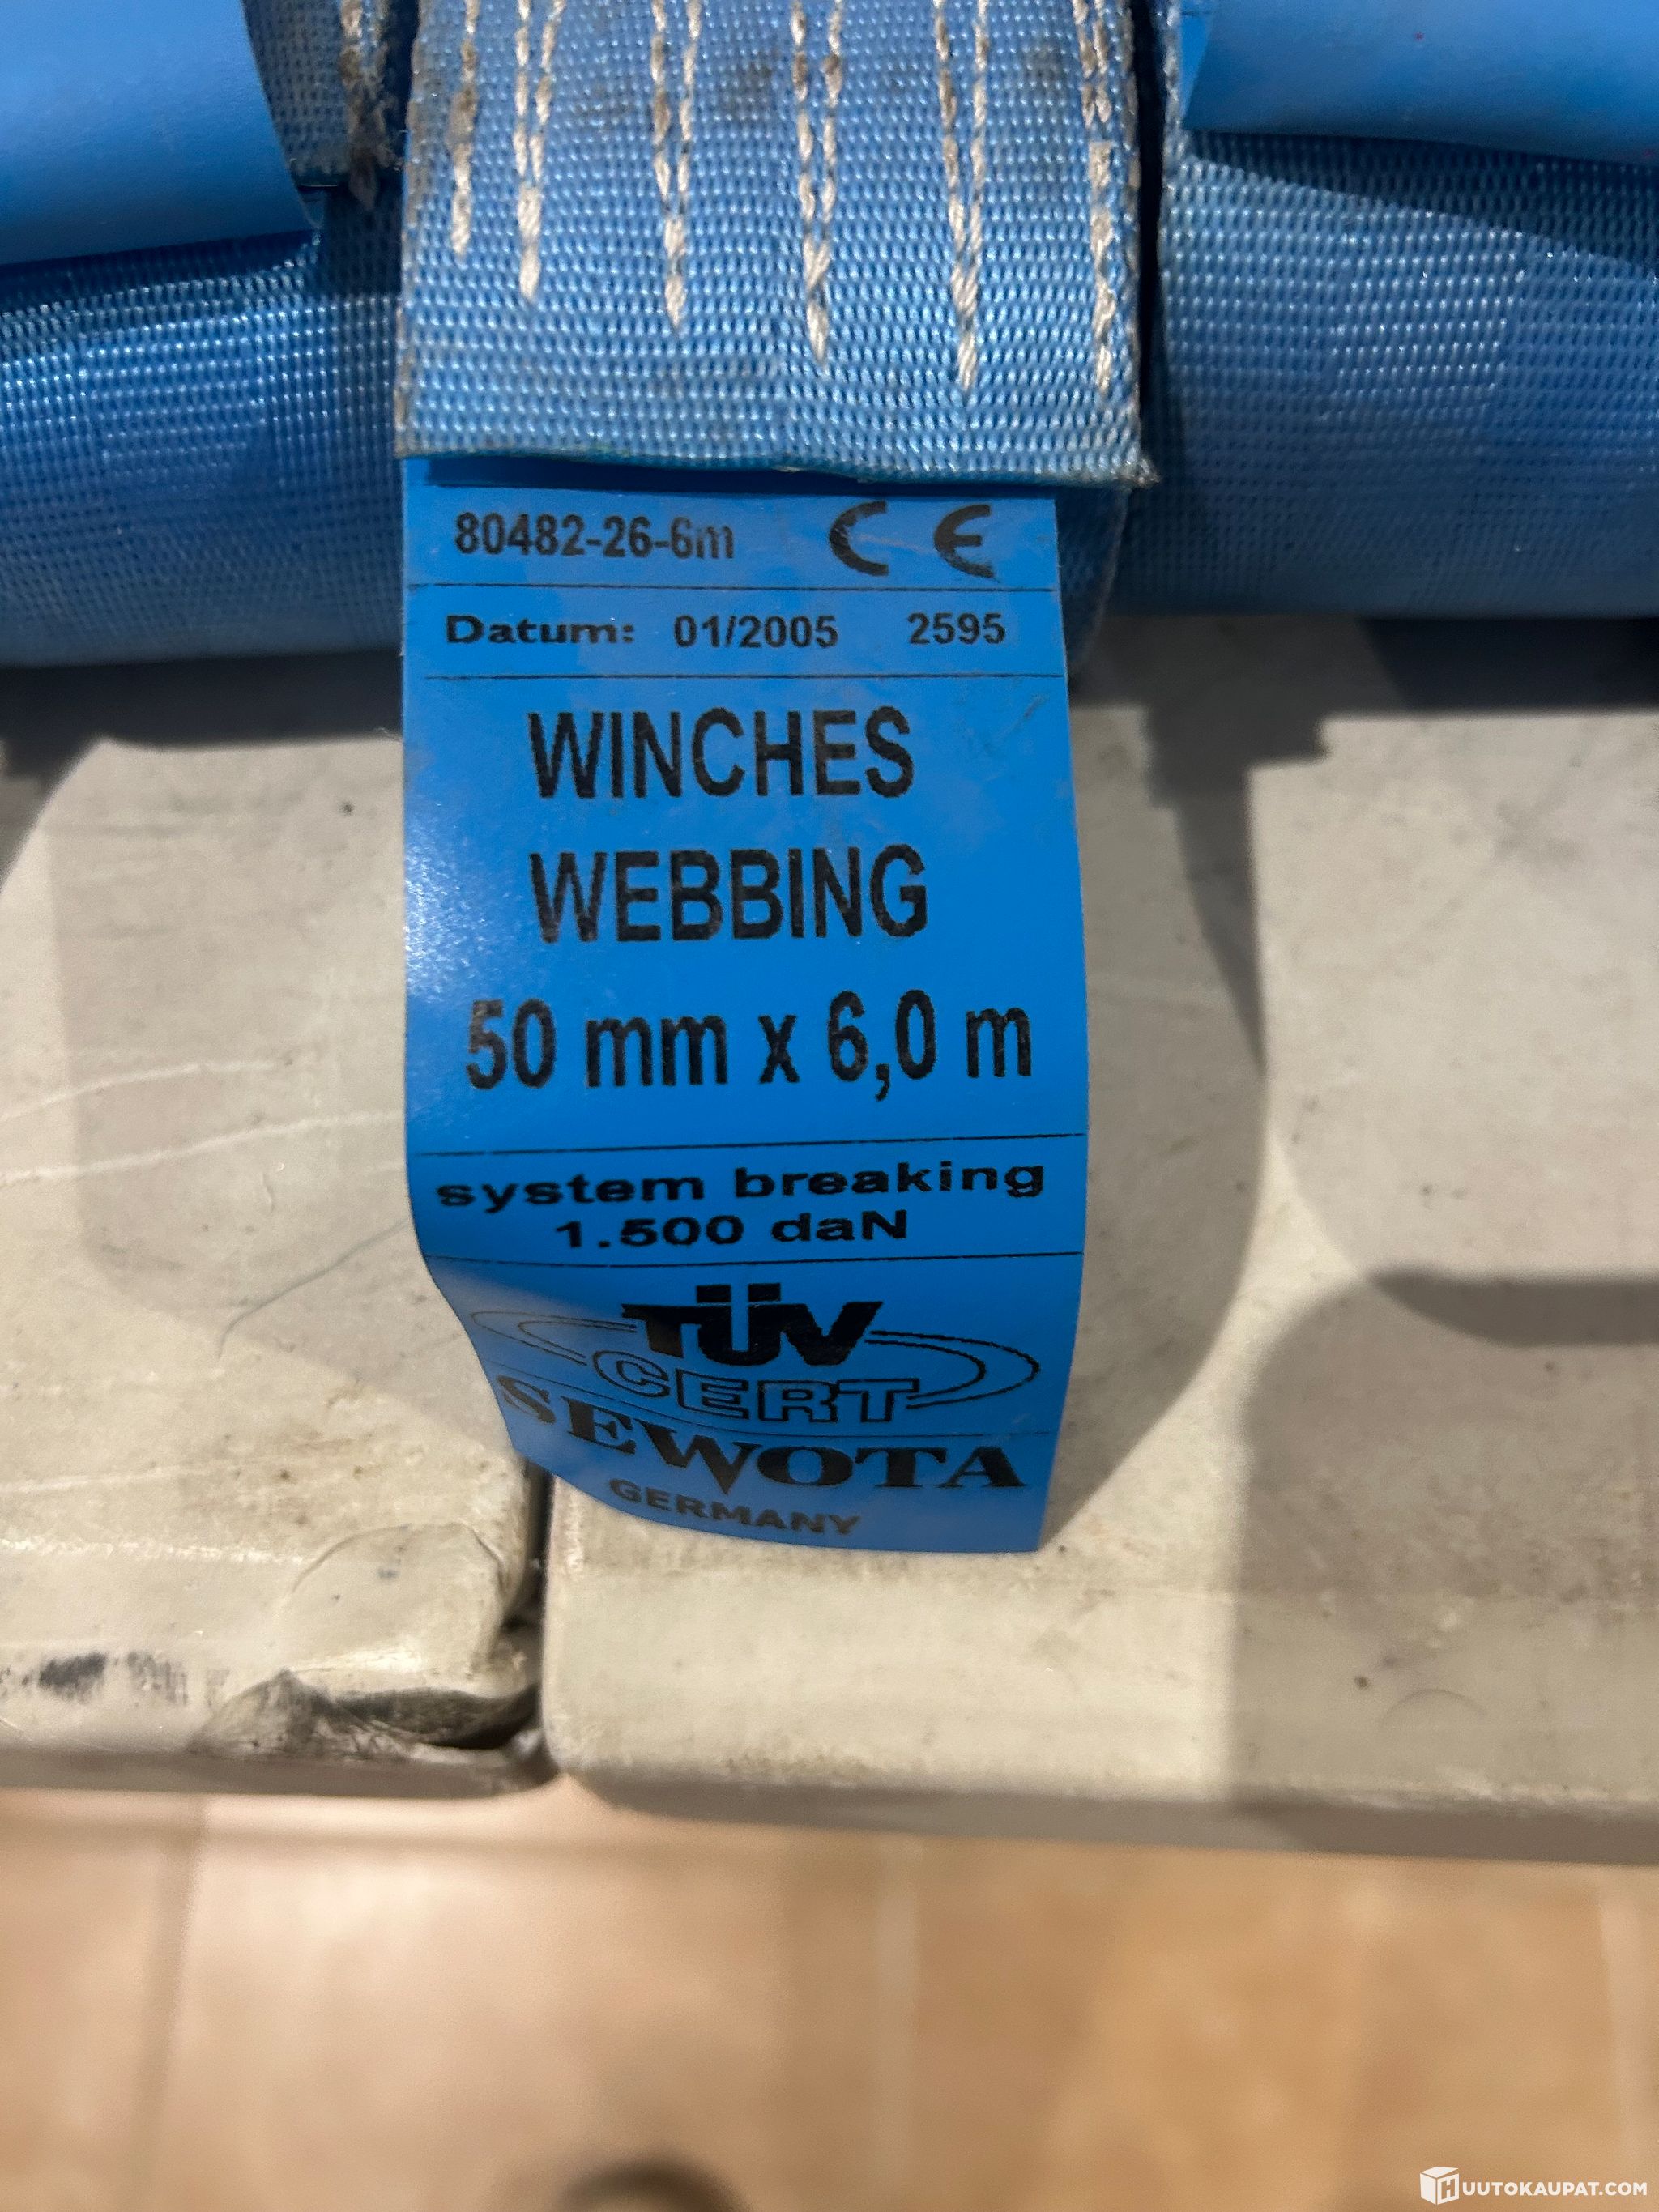 80482-26-6m CE
Datum: 01/2005 2595
WINCHES
WEBBING
50 mm x 6,0 m
system breaking
1.500 daN
TÜV
CERT
SEWOTA
GERMANY
HUUTOKAUPAT.COM